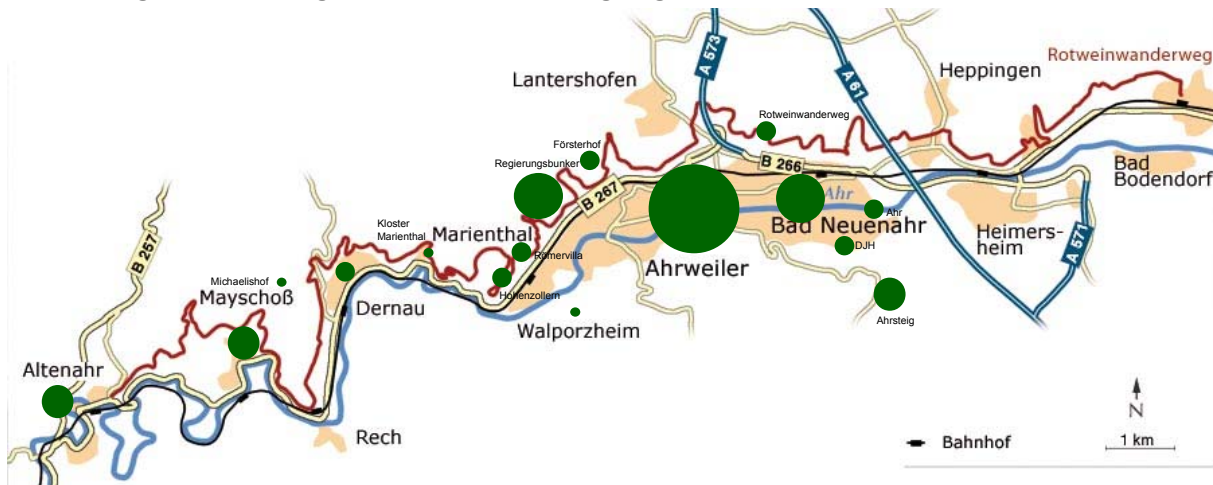 A 573
A 61
Rotweinwanderweg
Lantershofen
Heppingen
Rotweinwanderweg
Försterhof
Regierungsbunker
B 266
Bad
Bodendorf
B 267
Ahr
Ahr
Kloster
Marienthal
Marienthal
Bad Neuenahr
Heimers-
heim
A 571
B 257
Römervilla
DJH
Ahrweiler
Michaelishof
Mayschoß
Hohenzollern
Dernau
Walporzheim
Ahrsteig
Altenahr
Rech
N
Bahnhof
1 km